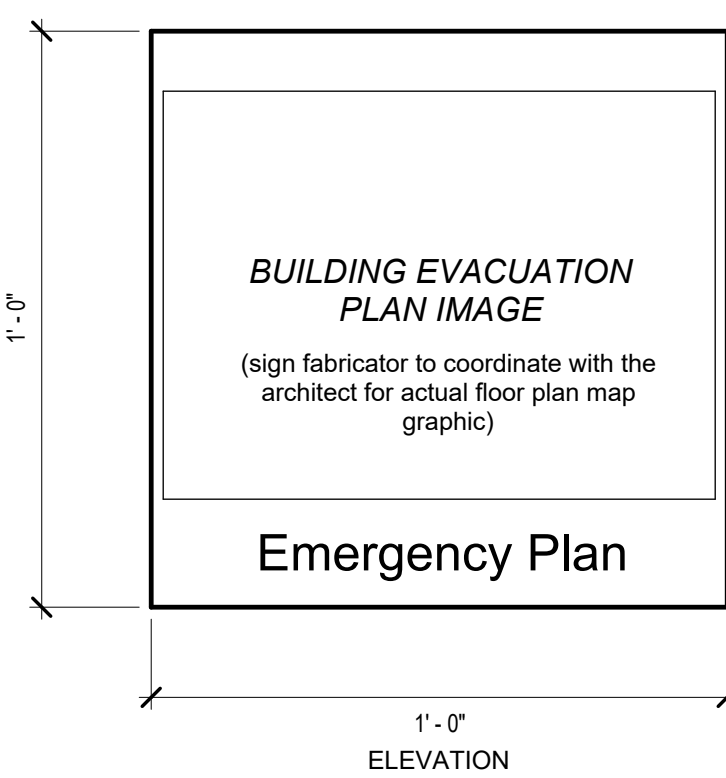 1' - 0"
BUILDING EVACUATION
PLAN IMAGE
(sign fabricator to coordinate with the
architect for actual floor plan map
graphic)
Emergency Plan
1' - 0"
ELEVATION